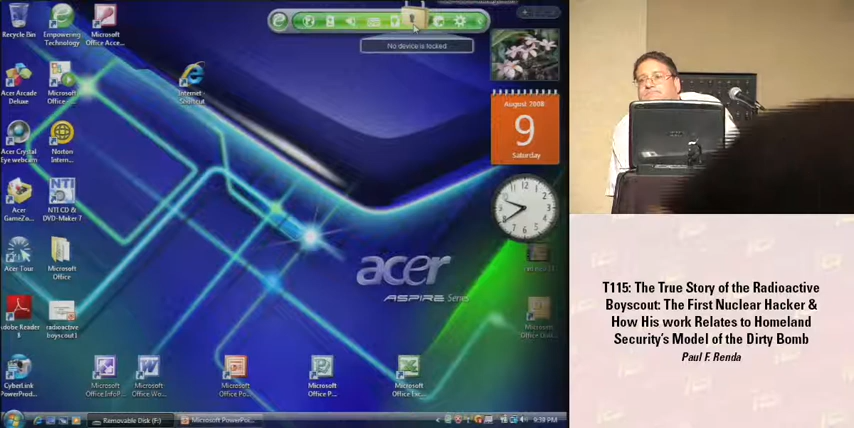 Recycle Bin
Empowering Technology
Microsoft Office Acce...
No device is locked
Acer Arcade Deluxe
Microsoft Office ...
Internet - Shortcut
August 2008
9
Saturday
Acer Crystal Eye webcam
Norton Intern...
Acer GameZo...
NTI CD & DVD-Maker 7
12
Acer Tour
Microsoft Office
acer
ASPIRE Series
Adobe Reader 8
radioactive boyscout1
Microsoft Office
CyberLink PowerProd...
Microsoft Office InfoP...
Microsoft Office Wo...
Microsoft Office Po...
Microsoft Office P...
Microsoft Office Exc...
Removable Disk (F:)
Microsoft PowerPoi...
9:39 PM
T115: The True Story of the Radioactive
Boyscout: The First Nuclear Hacker &
How His work Relates to Homeland
Security's Model of the Dirty Bomb
Paul F. Renda